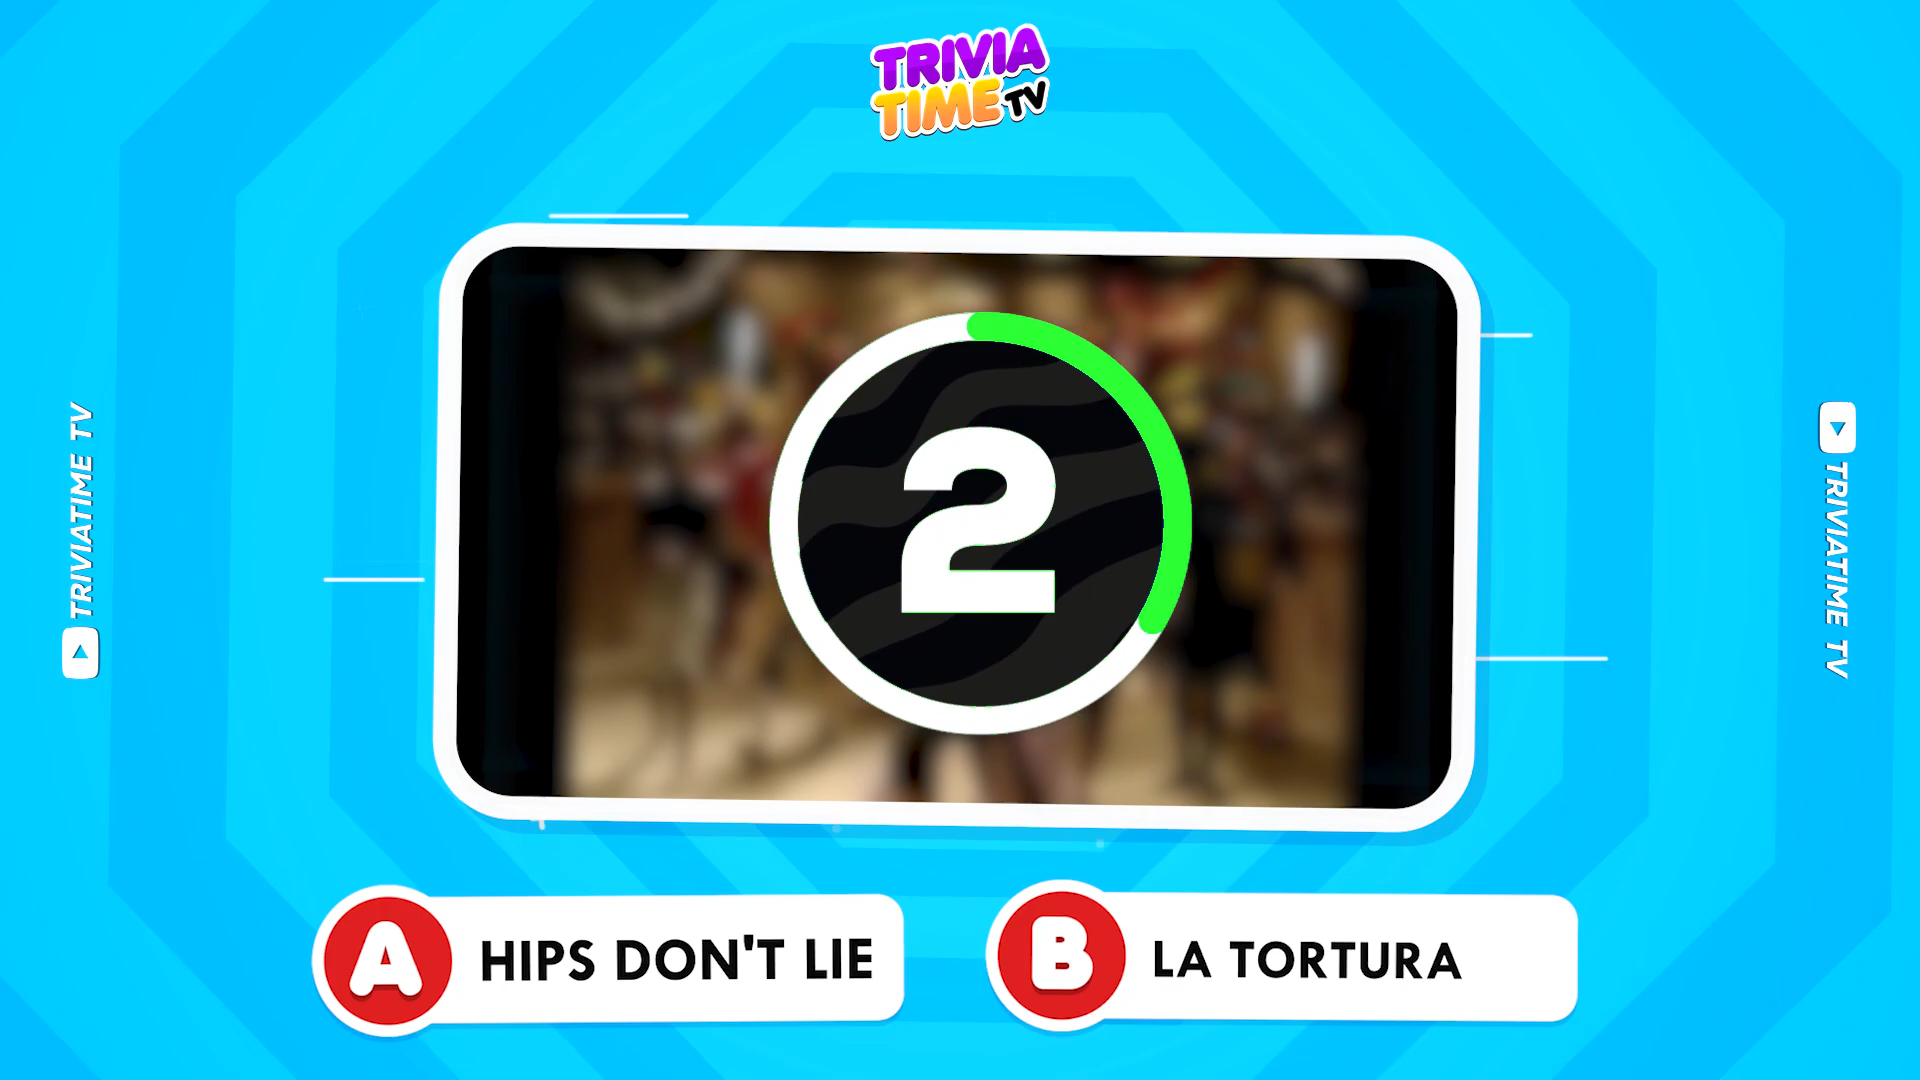 TRIVIA
TIME TV
TRIVIATIME TV
2
TRIVIATIME TV
A HIPS DON'T LIE
B LA TORTURA